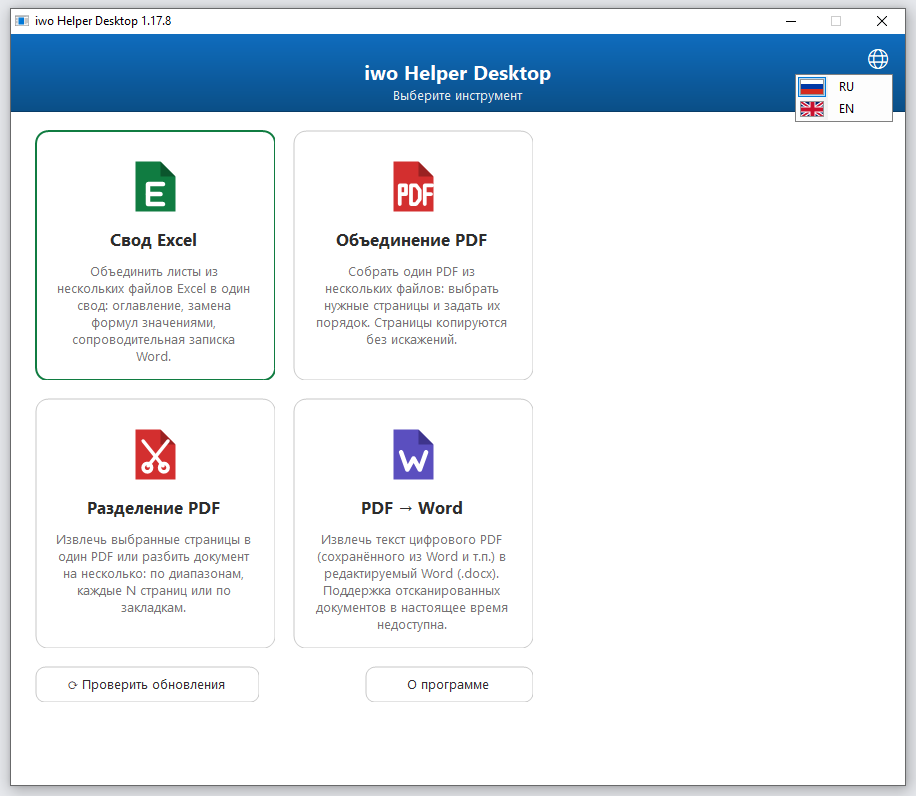 iwo Helper Desktop 1.17.8
iwo Helper Desktop
Выберите инструмент
RU
EN
E
Свод Excel
Объединить листы из
нескольких файлов Excel в один
свод: оглавление, замена
формул значениями,
сопроводительная записка
Word.
PDF
Объединение PDF
Собрать один PDF из
нескольких файлов: выбрать
нужные страницы и задать их
порядок. Страницы копируются
без искажений.
Разделение PDF
Извлечь выбранные страницы в
один PDF или разбить документ
на несколько: по диапазонам,
каждые N страниц или по
закладкам.
W
PDF → Word
Извлечь текст цифрового PDF
(сохранённого из Word и т.п.) в
редактируемый Word (.docx).
Поддержка отсканированных
документов в настоящее время
недоступна.
⟳ Проверить обновления
О программе